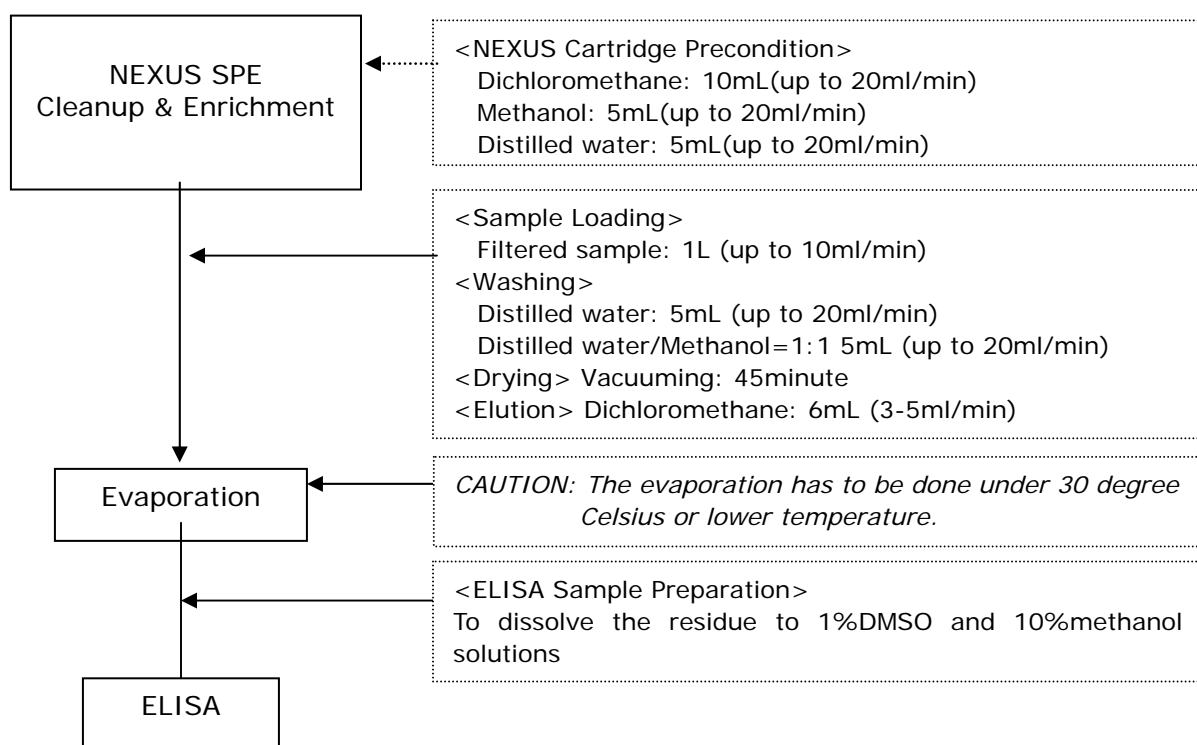 NEXUS SPE
Cleanup & Enrichment
<NEXUS Cartridge Precondition>
Dichloromethane: 10mL(up to 20ml/min)
Methanol: 5mL(up to 20ml/min)
Distilled water: 5mL(up to 20ml/min)
<Sample Loading>
Filtered sample: 1L (up to 10ml/min)
<Washing>
Distilled water: 5mL (up to 20ml/min)
Distilled water/Methanol=1:1 5mL (up to 20ml/min)
<Drying> Vacuuming: 45minute
<Elution> Dichloromethane: 6mL (3-5ml/min)
Evaporation
CAUTION: The evaporation has to be done under 30 degree
Celsius or lower temperature.
<ELISA Sample Preparation>
To dissolve the residue to 1%DMSO and 10%methanol
solutions
ELISA